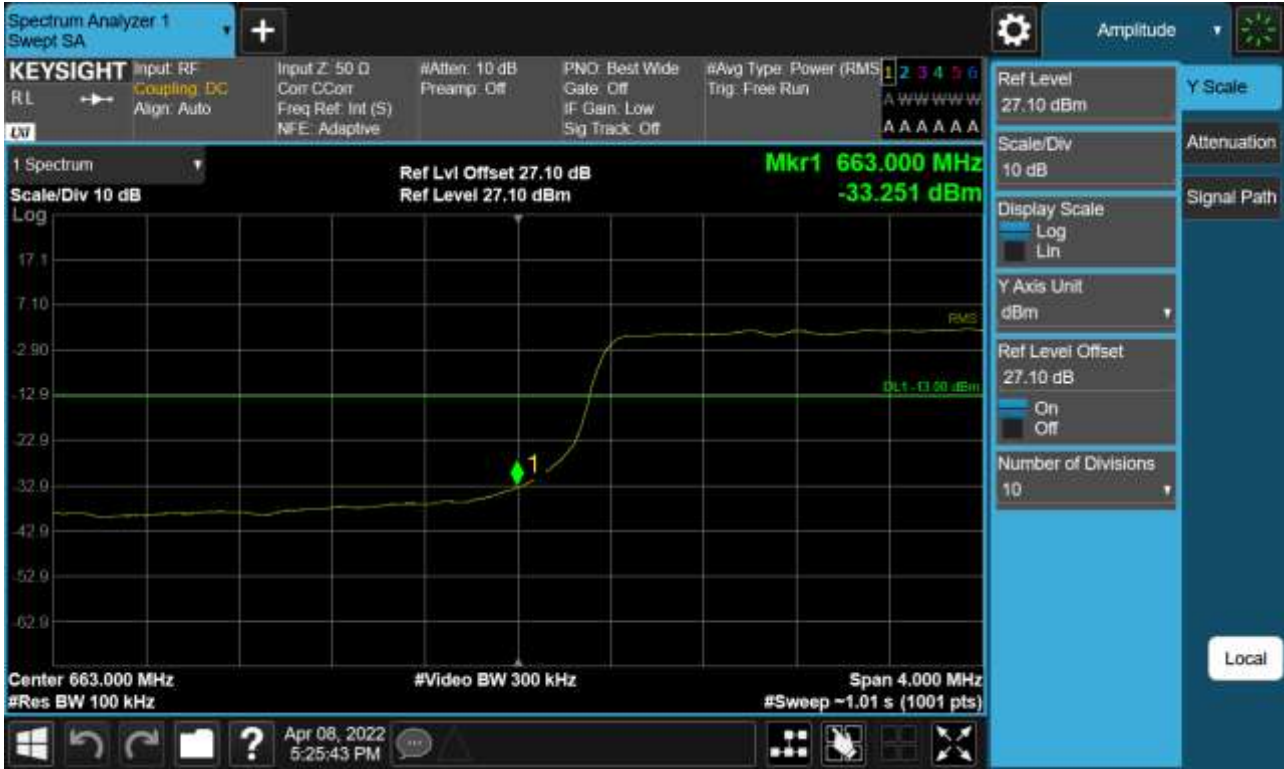 Spectrum Analyzer 1
Swept SA
+
Amplitude
KEYSIGHT
RL
LXI
Input: RF
Coupling: DC
Align: Auto
Input Z: 50 Ω
Corr CCorr
Freq Ref: Int (S)
NFE: Adaptive
#Atten: 10 dB
Preamp: Off
PNO: Best Wide
Gate: Off
IF Gain: Low
Sig Track: Off
#Avg Type: Power (RMS
Trig: Free Run
1 2 3 4 5 6
A W W W W W
A A A A A A
1 Spectrum
Scale/Div 10 dB
Ref Lvl Offset 27.10 dB
Ref Level 27.10 dBm
Mkr1 663.000 MHz
-33.251 dBm
Log
17.1
7.10
-2.90
-12.9
-22.9
-32.9
-42.9
-52.9
-62.9
RMS
DL1 -13.00 dBm
1
Center 663.000 MHz
#Res BW 100 kHz
#Video BW 300 kHz
Span 4.000 MHz
#Sweep ~1.01 s (1001 pts)
Ref Level
27.10 dBm
Scale/Div
10 dB
Display Scale
Log
Lin
Y Axis Unit
dBm
Ref Level Offset
27.10 dB
On
Off
Number of Divisions
10
Y Scale
Attenuation
Signal Path
Local
?
Apr 08, 2022
5:25:43 PM